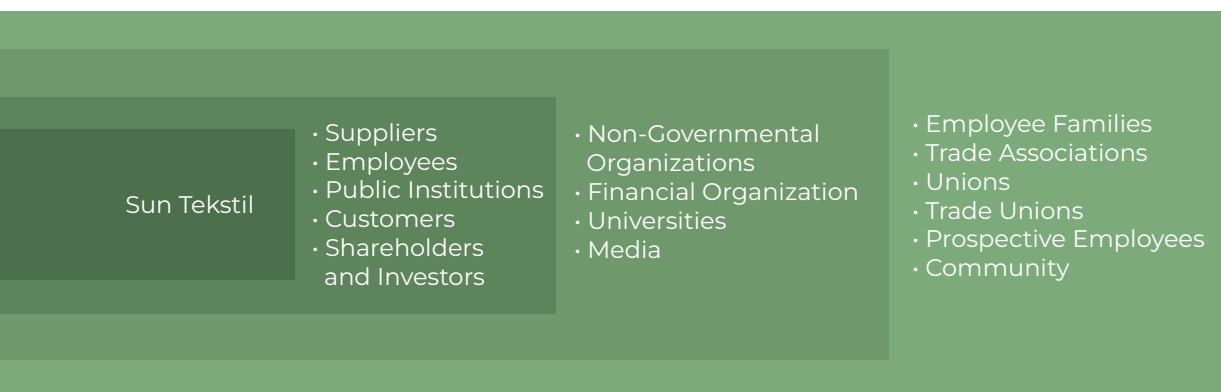 Sun Tekstil
· Suppliers
· Employees
· Public Institutions
· Customers
· Shareholders
and Investors
· Non-Governmental
Organizations
· Financial Organization
· Universities
· Media
· Employee Families
· Trade Associations
· Unions
· Trade Unions
· Prospective Employees
· Community